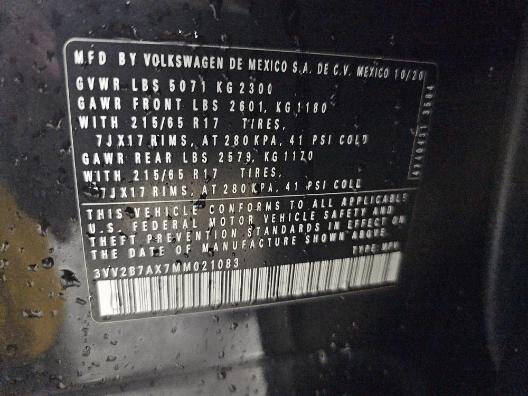 MFD BY VOLKSWAGEN DE MEXICO S.A. DE C.V. MEXICO 10/20
GVWR LBS 5071 KG 2300
GAWR FRONT LBS 2601, KG 1180
WITH 215/65 R17 TIRES,
7JX17 RIMS, AT 280 KPA, 41 PSI COLD
GAWR REAR LBS 2579, KG 1170
WITH 215/65 R17 TIRES,
7JX17 RIMS, AT 280 KPA, 41 PSI COLD
THIS VEHICLE CONFORMS TO ALL APPLICABLE
U.S. FEDERAL MOTOR VEHICLE SAFETY AND
THEFT PREVENTION STANDARDS IN EFFECT ON
THE DATE OF MANUFACTURE SHOWN ABOVE.
3VV2B7AX7MM021083 TYPE: MPV